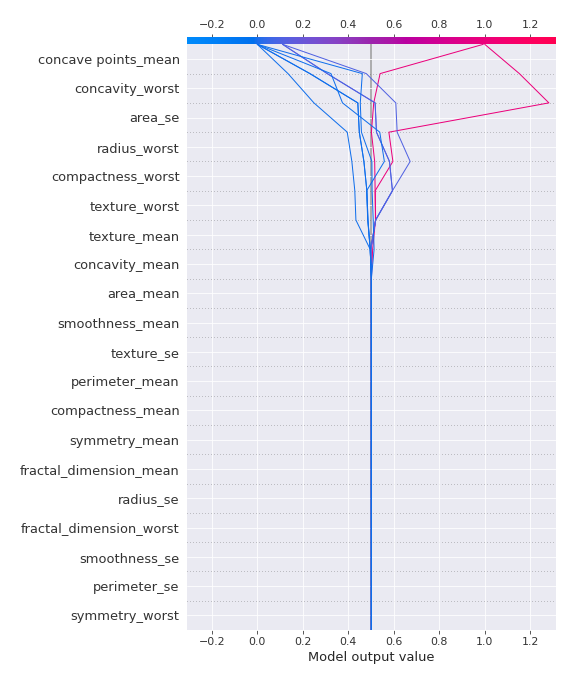 −0.2 0.0 0.2 0.4 0.6 0.8 1.0 1.2
concave points_mean
concavity_worst
area_se
radius_worst
compactness_worst
texture_worst
texture_mean
concavity_mean
area_mean
smoothness_mean
texture_se
perimeter_mean
compactness_mean
symmetry_mean
fractal_dimension_mean
radius_se
fractal_dimension_worst
smoothness_se
perimeter_se
symmetry_worst
−0.2 0.0 0.2 0.4 0.6 0.8 1.0 1.2
Model output value